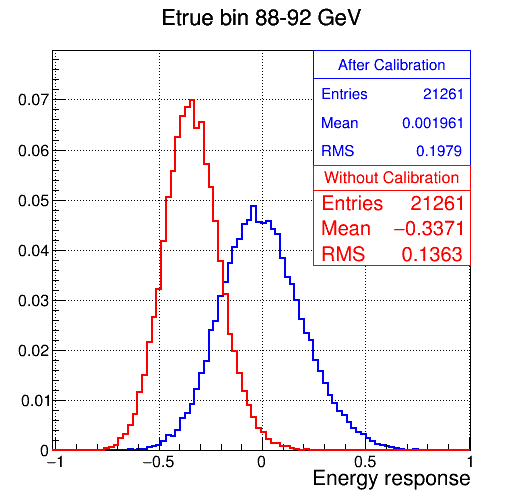 Etrue bin 88-92 GeV
After Calibration
Entries 21261
Mean 0.001961
RMS 0.1979
Without Calibration
Entries 21261
Mean −0.3371
RMS 0.1363
0.07
0.06
0.05
0.04
0.03
0.02
0.01
0
−1 −0.5 0 0.5 1
Energy response